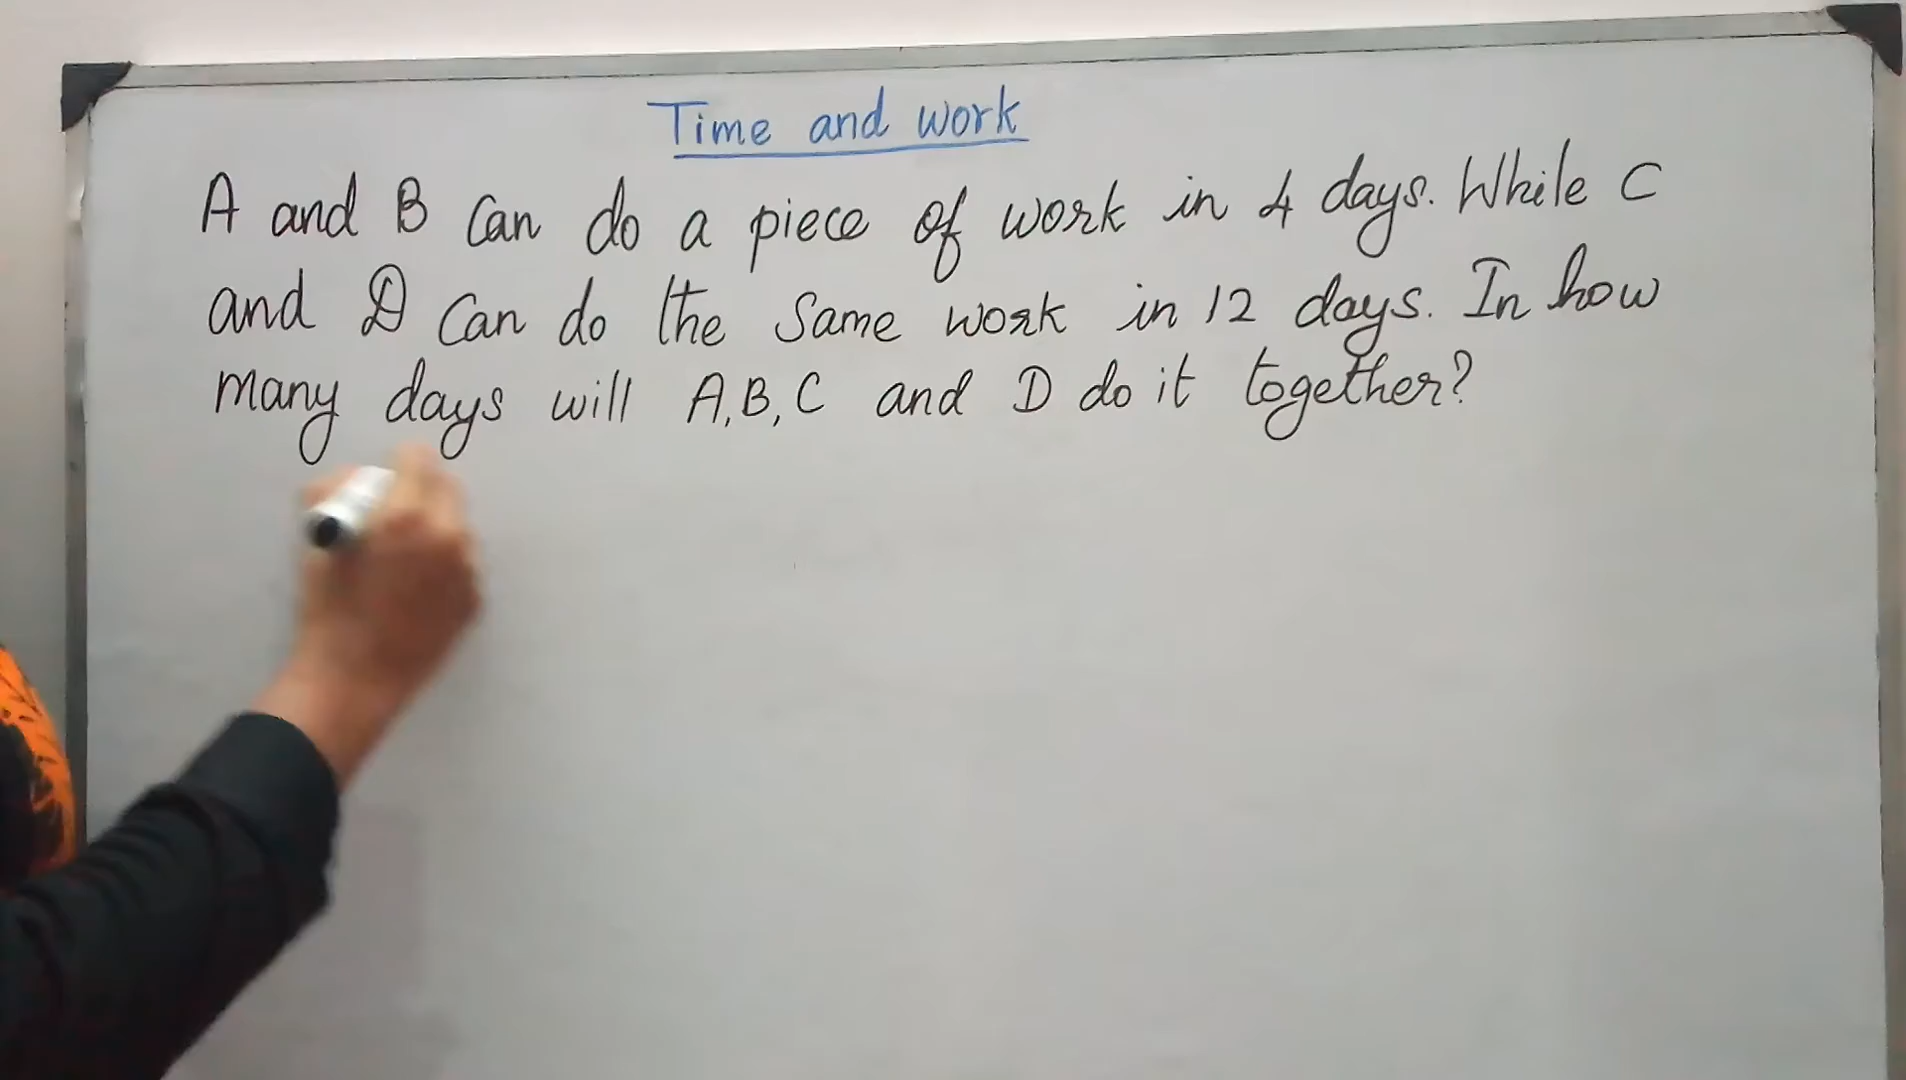 Time and work
A and B Can do a piece of work in 4 days. While C
and D Can do the Same work in 12 days. In how
many days will A, B, C and D do it together?